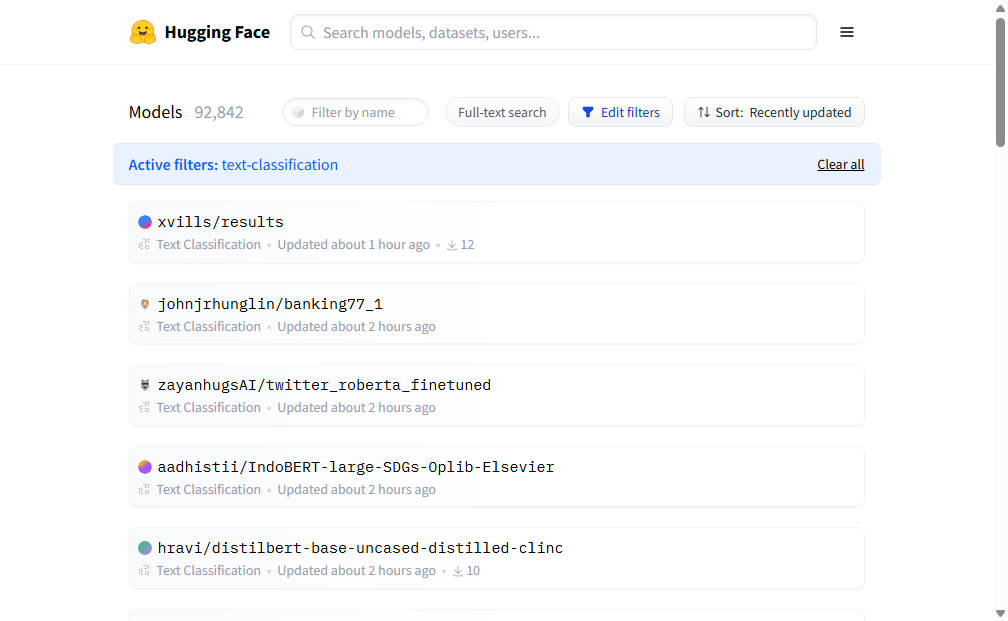 Hugging Face
Search models, datasets, users...
Models 92,842
Filter by name
Full-text search
Edit filters
Sort: Recently updated
Active filters: text-classification
Clear all
xvills/results
Text Classification • Updated about 1 hour ago • 12
johnjrhunglin/banking77_1
Text Classification • Updated about 2 hours ago
zayanhugsAI/twitter_roberta_finetuned
Text Classification • Updated about 2 hours ago
aadhistii/IndoBERT-large-SDGs-Oplib-Elsevier
Text Classification • Updated about 2 hours ago
hravi/distilbert-base-uncased-distilled-clinc
Text Classification • Updated about 2 hours ago • 10